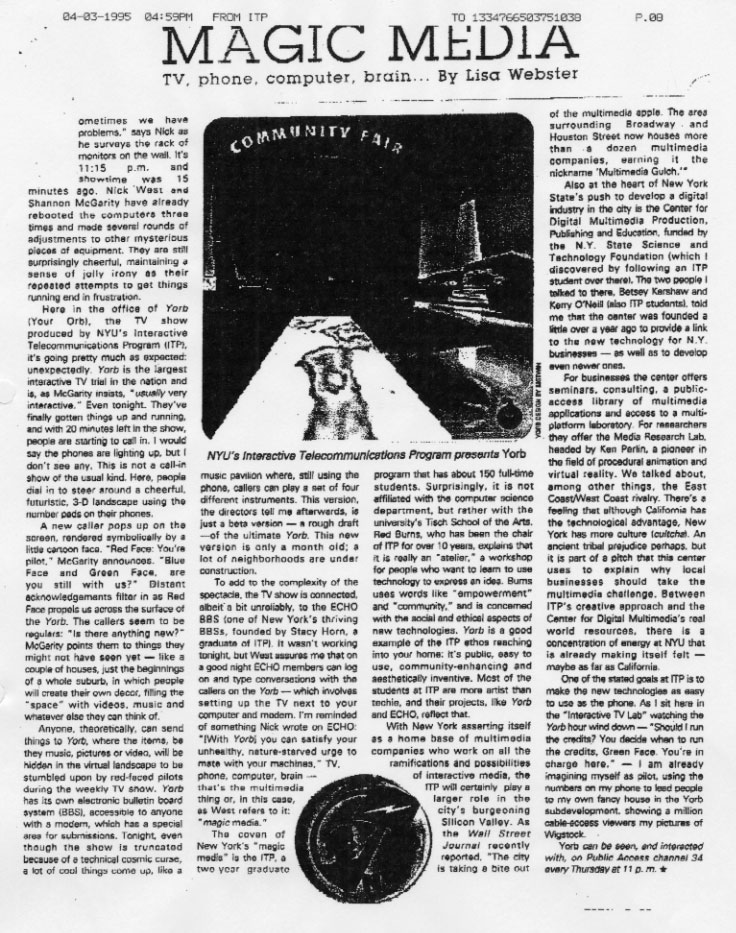 04-03-1995 04:59PM FROM ITP TO 1334766503751038 P.08
MAGIC MEDIA
TV, phone, computer, brain... By Lisa Webster
ometimes we have
problems," says Nick as
he surveys the rack of
monitors on the wall. It's
11:15 p.m. and
showtime was 15
minutes ago. Nick West and
Shannon McGarity have already
rebooted the computers three
times and made several rounds of
adjustments to other mysterious
pieces of equipment. They are still
surprisingly cheerful, maintaining a
sense of jolly irony as their
repeated attempts to get things
running end in frustration.
Here in the office of Yorb
(Your Orb), the TV show
produced by NYU's Interactive
Telecommunications Program (ITP),
it's going pretty much as expected:
unexpectedly. Yorb is the largest
interactive TV trial in the nation and
is, as McGarity insists, "usually very
interactive." Even tonight. They've
finally gotten things up and running,
and with 20 minutes left in the show,
people are starting to call in. I would
say the phones are lighting up, but I
don't see any. This is not a call-in
show of the usual kind. Here, people
dial in to steer around a cheerful,
futuristic, 3-D landscape using the
number pads on their phones.
A new caller pops up on the
screen, rendered symbolically by a
little cartoon face. "Red Face: You're
pilot," McGarity announces. "Blue
Face and Green Face, are
you still with us?" Distant
acknowledgements filter in as Red
Face propels us across the surface of
the Yorb. The callers seem to be
regulars: "Is there anything new?"
McGarity points them to things they
might not have seen yet — like a
couple of houses, just the beginnings
of a whole suburb, in which people
will create their own decor, filling the
"space" with videos, music and
whatever else they can think of.
Anyone, theoretically, can send
things to Yorb, where the items, be
they music, pictures or video, will be
hidden in the virtual landscape to be
stumbled upon by red-faced pilots
during the weekly TV show. Yorb
has its own electronic bulletin board
system (BBS), accessible to anyone
with a modem, which has a special
area for submissions. Tonight, even
though the show is truncated
because of a technical cosmic curse,
a lot of cool things come up, like a
COMMUNITY FAIR
YORB DESIGN BY
NYU's Interactive Telecommunications Program presents Yorb
music pavilion where, still using the
phone, callers can play a set of four
different instruments. This version,
the directors tell me afterwards, is
just a beta version — a rough draft
—of the ultimate Yorb. This new
version is only a month old; a
lot of neighborhoods are under
construction.
To add to the complexity of the
spectacle, the TV show is connected,
albeit a bit unreliably, to the ECHO
BBS (one of New York's thriving
BBSs, founded by Stacy Horn, a
graduate of ITP). It wasn't working
tonight, but West assures me that on
a good night ECHO members can log
on and type conversations with the
callers on the Yorb — which involves
setting up the TV next to your
computer and modem. I'm reminded
of something Nick wrote on ECHO:
"[With Yorb] you can satisfy your
unhealthy, nature-starved urge to
mate with your machines." TV,
phone, computer, brain —
that's the multimedia
thing or, in this case,
as West refers to it:
"magic media."
The coven of
New York's "magic
media" is the ITP, a
two year graduate
program that has about 150 full-time
students. Surprisingly, it is not
affiliated with the computer science
department, but rather with the
university's Tisch School of the Arts.
Red Burns, who has been the chair
of ITP for over 10 years, explains that
it is really an "atelier," a workshop
for people who want to learn to use
technology to express an idea. Burns
uses words like "empowerment"
and "community," and is concerned
with the social and ethical aspects of
new technologies. Yorb is a good
example of the ITP ethos reaching
into your home: it's public, easy to
use, community-enhancing and
aesthetically inventive. Most of the
students at ITP are more artist than
techie, and their projects, like Yorb
and ECHO, reflect that.
With New York asserting itself
as a home base of multimedia
companies who work on all the
ramifications and possibilities
of interactive media, the
ITP will certainly play a
larger role in the
city's burgeoning
Silicon Valley. As
the Wall Street
Journal recently
reported, "The city
is taking a bite out
of the multimedia apple. The area
surrounding Broadway and
Houston Street now houses more
than a dozen multimedia
companies, earning it the
nickname 'Multimedia Gulch.'"
Also at the heart of New York
State's push to develop a digital
industry in the city is the Center for
Digital Multimedia Production,
Publishing and Education, funded by
the N.Y. State Science and
Technology Foundation (which I
discovered by following an ITP
student over there). The two people I
talked to there, Betsey Kershaw and
Kerry O'Neill (also ITP students), told
me that the center was founded a
little over a year ago to provide a link
to the new technology for N.Y.
businesses — as well as to develop
even newer ones.
For businesses the center offers
seminars, consulting, a public-
access library of multimedia
applications and access to a multi-
platform laboratory. For researchers
they offer the Media Research Lab,
headed by Ken Perlin, a pioneer in
the field of procedural animation and
virtual reality. We talked about,
among other things, the East
Coast/West Coast rivalry. There's a
feeling that although California has
the technological advantage, New
York has more culture (cultcha). An
ancient tribal prejudice perhaps, but
it is part of a pitch that this center
uses to explain why local
businesses should take the
multimedia challenge. Between
ITP's creative approach and the
Center for Digital Multimedia's real
world resources, there is a
concentration of energy at NYU that
is already making itself felt —
maybe as far as California.
One of the stated goals at ITP is to
make the new technologies as easy
to use as the phone. As I sit here in
the "Interactive TV Lab" watching the
Yorb hour wind down — "Should I run
the credits? You decide when to run
the credits, Green Face. You're in
charge here." — I am already
imagining myself as pilot, using the
numbers on my phone to lead people
to my own fancy house in the Yorb
subdevelopment, showing a million
cable-access viewers my pictures of
Wigstock.
Yorb can be seen, and interacted
with, on Public Access channel 34
every Thursday at 11 p.m. ★